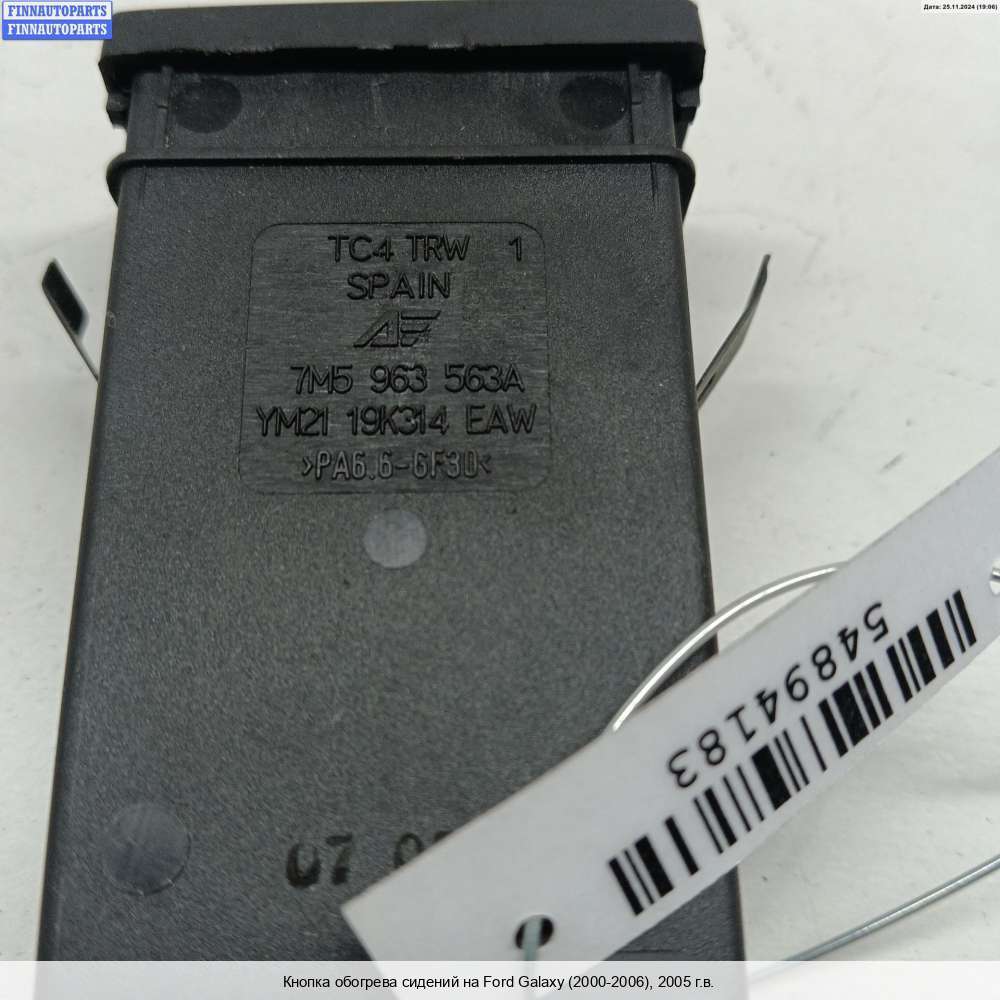 FINNAUTOPARTS
FINNAUTOPARTS
Дата: 25.11.2024 (19:06)
TC4 TRW 1
SPAIN
7M5 963 563A
YM21 19K314 EAW
>PA6.6-GF30<
54894183
07
Кнопка обогрева сидений на Ford Galaxy (2000-2006), 2005 г.в.